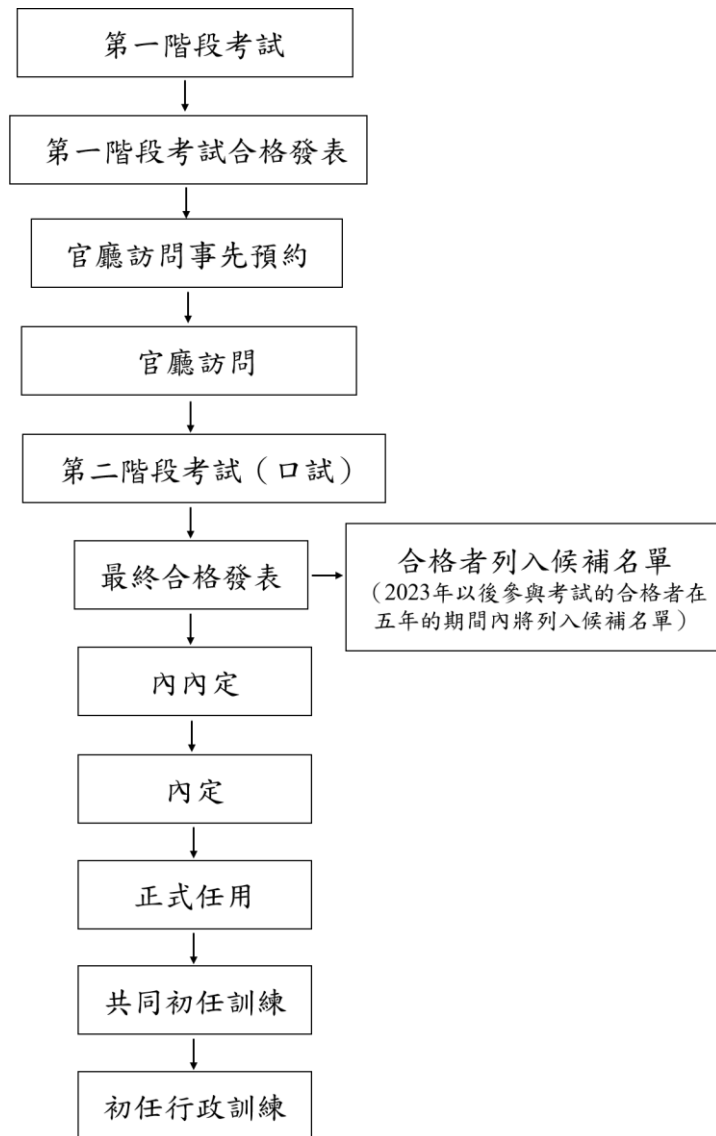 第一階段考試
第一階段考試合格發表
官廳訪問事先預約
官廳訪問
第二階段考試（口試）
最終合格發表
合格者列入候補名單
（2023年以後參與考試的合格者在
五年的期間內將列入候補名單）
內內定
內定
正式任用
共同初任訓練
初任行政訓練